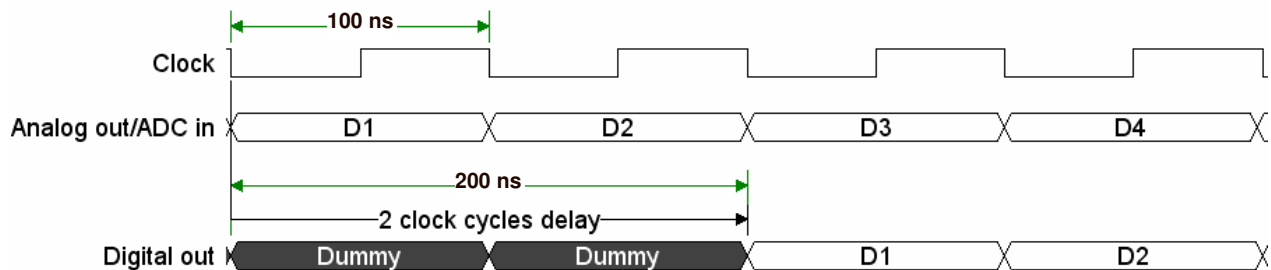 100 ns
Clock
Analog out/ADC in D1 D2 D3 D4
200 ns
2 clock cycles delay
Digital out Dummy Dummy D1 D2